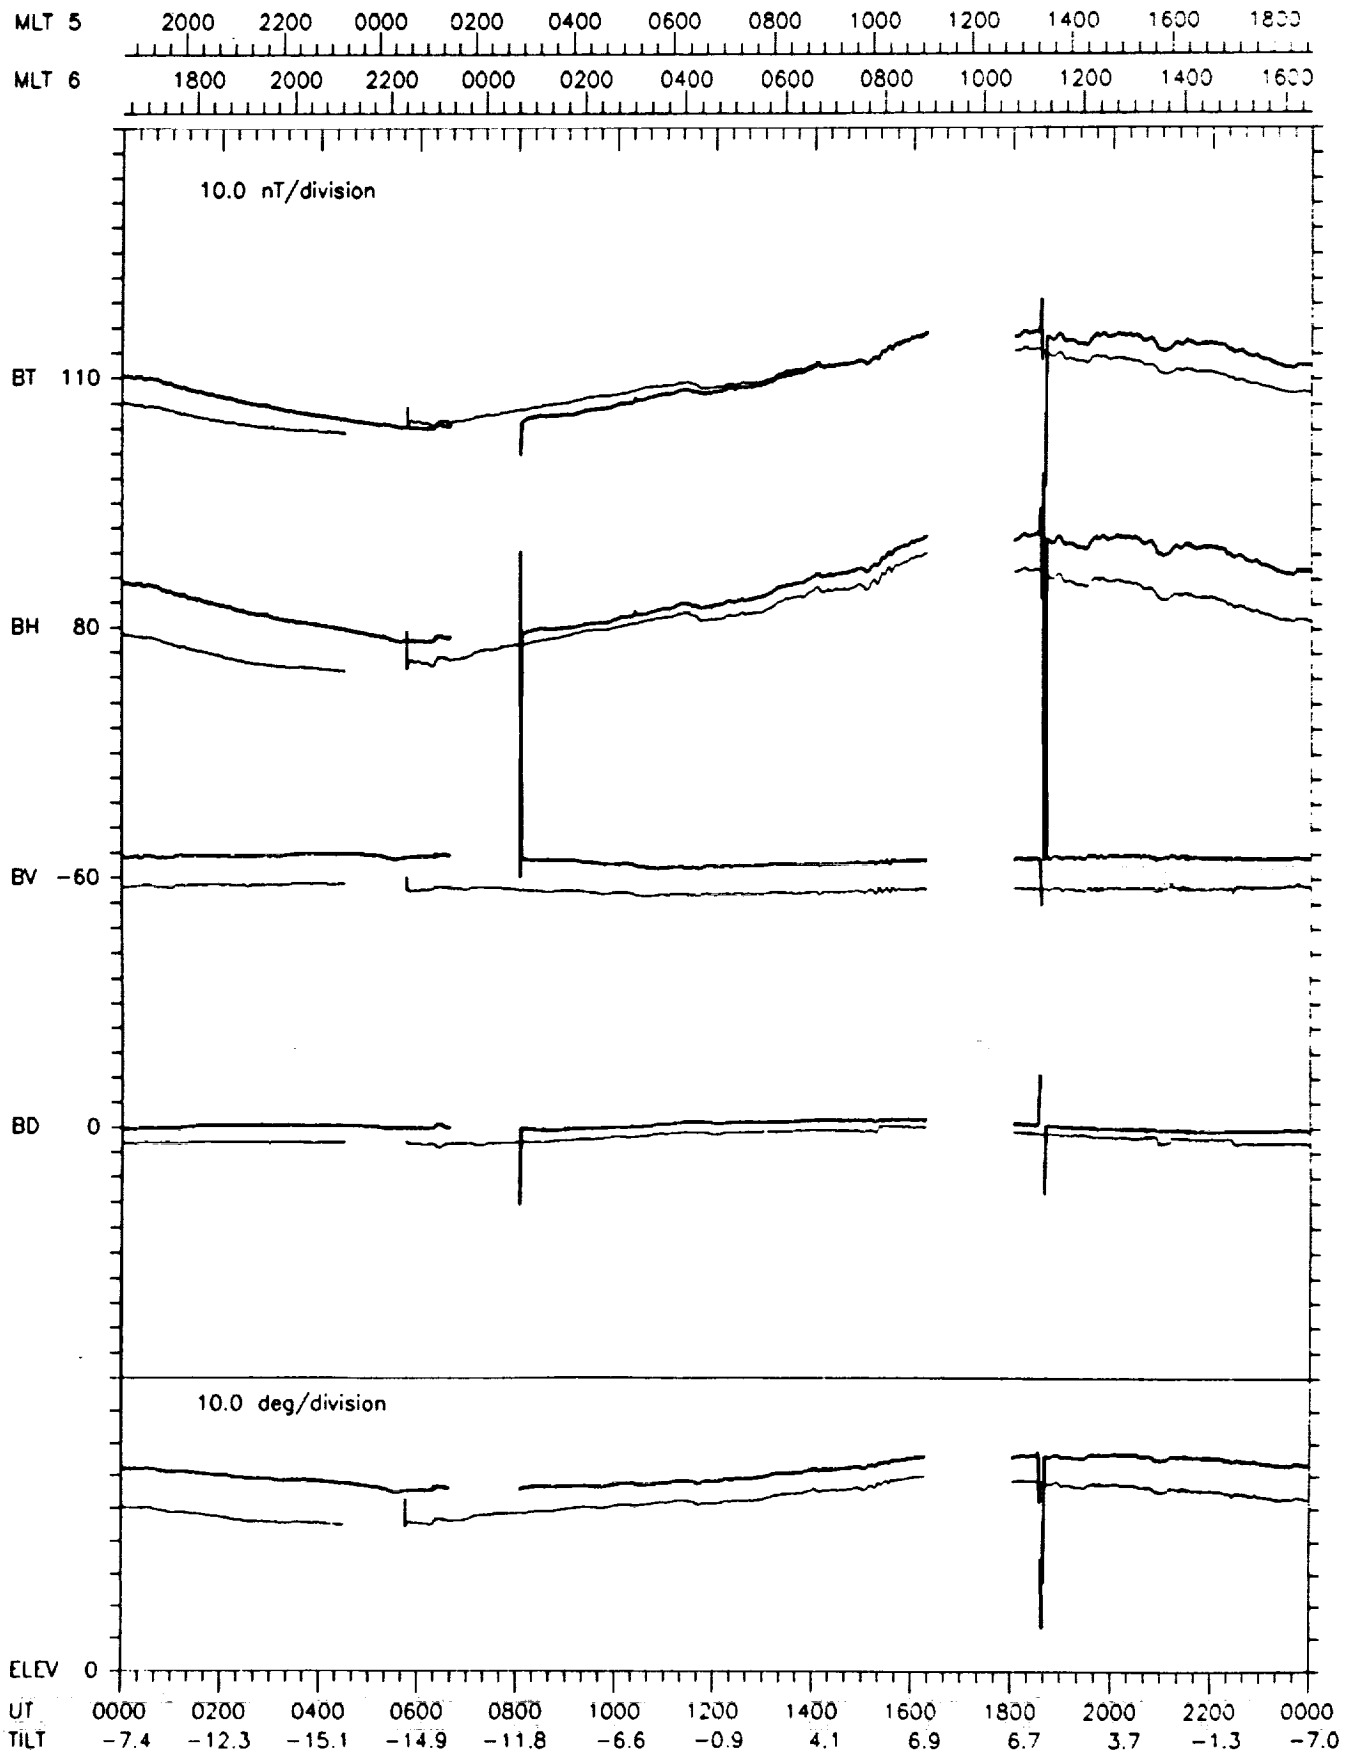 MLT 5 2000 2200 0000 0200 0400 0600 0800 1000 1200 1400 1600 1800
MLT 6 1800 2000 2200 0000 0200 0400 0600 0800 1000 1200 1400 1600
10.0 nT/division
BT 110
BH 80
BV -60
BD 0
10.0 deg/division
ELEV 0
UT 0000 0200 0400 0600 0800 1000 1200 1400 1600 1800 2000 2200 0000
TILT -7.4 -12.3 -15.1 -14.9 -11.8 -6.6 -0.9 4.1 6.9 6.7 3.7 -1.3 -7.0